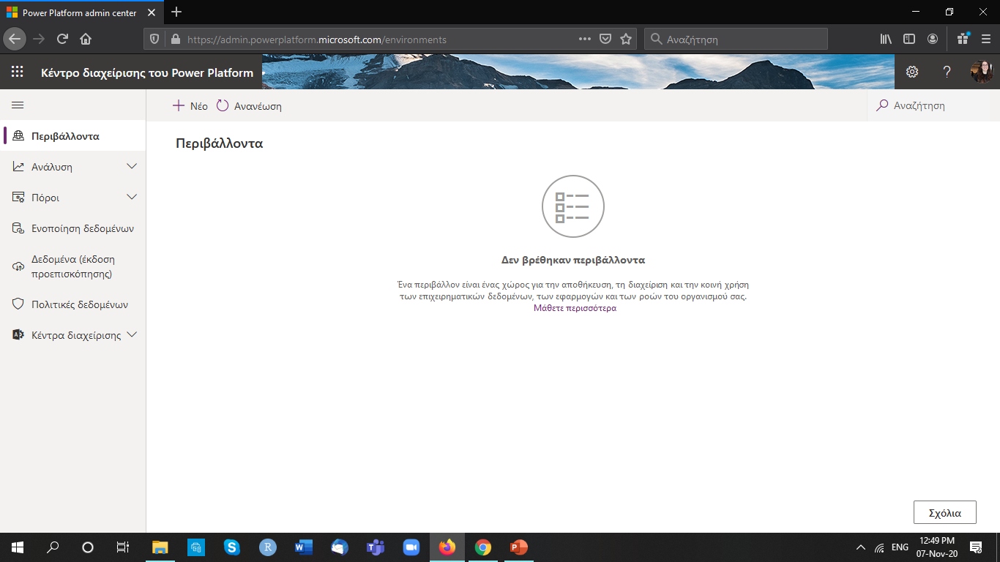 Power Platform admin center
https://admin.powerplatform.microsoft.com/environments
Αναζήτηση
Κέντρο διαχείρισης του Power Platform
Νέο
Ανανέωση
Αναζήτηση
Περιβάλλοντα
Ανάλυση
Πόροι
Ενοποίηση δεδομένων
Δεδομένα (έκδοση
προεπισκόπησης)
Πολιτικές δεδομένων
Κέντρα διαχείρισης
Περιβάλλοντα
Δεν βρέθηκαν περιβάλλοντα
Ένα περιβάλλον είναι ένας χώρος για την αποθήκευση, τη διαχείριση και την κοινή χρήση
των επιχειρηματικών δεδομένων, των εφαρμογών και των ροών του οργανισμού σας.
Μάθετε περισσότερα
Σχόλια
ENG
12:49 PM
07-Nov-20